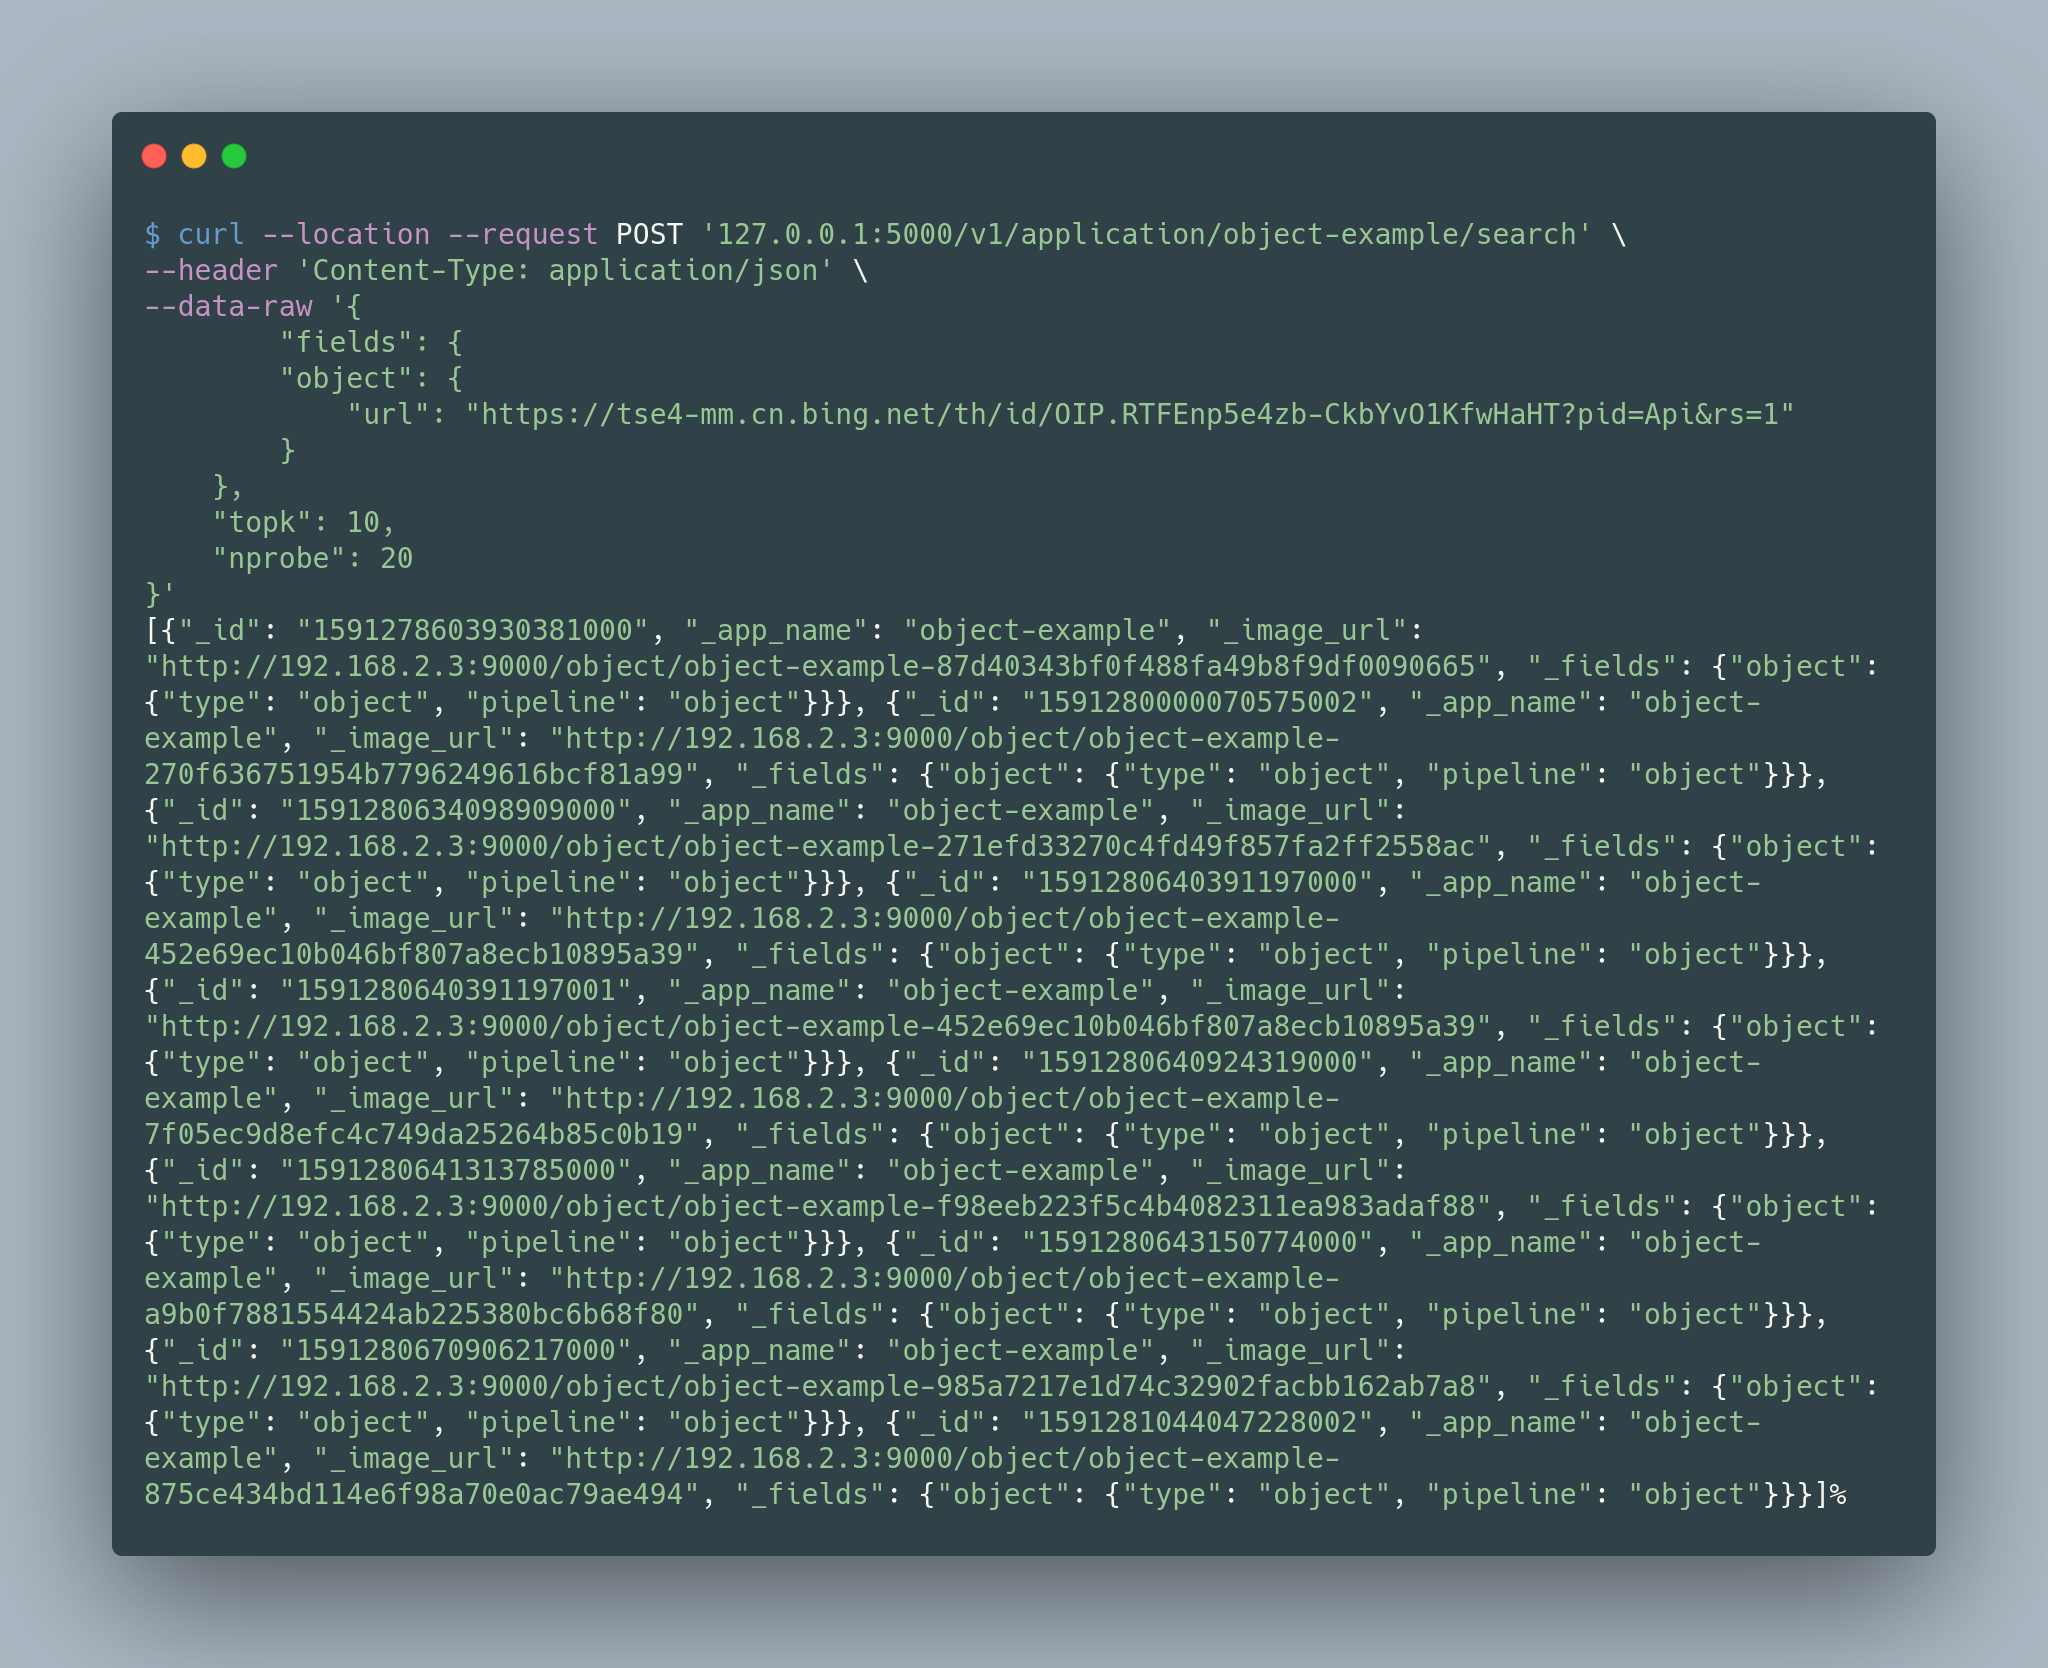 $ curl --location --request POST '127.0.0.1:5000/v1/application/object-example/search' \
--header 'Content-Type: application/json' \
--data-raw '{
        "fields": {
        "object": {
            "url": "https://tse4-mm.cn.bing.net/th/id/OIP.RTFEnp5e4zb-CkbYvO1KfwHaHT?pid=Api&rs=1"
        }
    },
    "topk": 10,
    "nprobe": 20
}'
[{"_id": "1591278603930381000", "_app_name": "object-example", "_image_url":
"http://192.168.2.3:9000/object/object-example-87d40343bf0f488fa49b8f9df0090665", "_fields": {"object":
{"type": "object", "pipeline": "object"}}}, {"_id": "1591280000070575002", "_app_name": "object-
example", "_image_url": "http://192.168.2.3:9000/object/object-example-
270f636751954b7796249616bcf81a99", "_fields": {"object": {"type": "object", "pipeline": "object"}}},
{"_id": "1591280634098909000", "_app_name": "object-example", "_image_url":
"http://192.168.2.3:9000/object/object-example-271efd33270c4fd49f857fa2ff2558ac", "_fields": {"object":
{"type": "object", "pipeline": "object"}}}, {"_id": "1591280640391197000", "_app_name": "object-
example", "_image_url": "http://192.168.2.3:9000/object/object-example-
452e69ec10b046bf807a8ecb10895a39", "_fields": {"object": {"type": "object", "pipeline": "object"}}},
{"_id": "1591280640391197001", "_app_name": "object-example", "_image_url":
"http://192.168.2.3:9000/object/object-example-452e69ec10b046bf807a8ecb10895a39", "_fields": {"object":
{"type": "object", "pipeline": "object"}}}, {"_id": "1591280640924319000", "_app_name": "object-
example", "_image_url": "http://192.168.2.3:9000/object/object-example-
7f05ec9d8efc4c749da25264b85c0b19", "_fields": {"object": {"type": "object", "pipeline": "object"}}},
{"_id": "1591280641313785000", "_app_name": "object-example", "_image_url":
"http://192.168.2.3:9000/object/object-example-f98eeb223f5c4b4082311ea983adaf88", "_fields": {"object":
{"type": "object", "pipeline": "object"}}}, {"_id": "1591280643150774000", "_app_name": "object-
example", "_image_url": "http://192.168.2.3:9000/object/object-example-
a9b0f7881554424ab225380bc6b68f80", "_fields": {"object": {"type": "object", "pipeline": "object"}}},
{"_id": "1591280670906217000", "_app_name": "object-example", "_image_url":
"http://192.168.2.3:9000/object/object-example-985a7217e1d74c32902facbb162ab7a8", "_fields": {"object":
{"type": "object", "pipeline": "object"}}}, {"_id": "1591281044047228002", "_app_name": "object-
example", "_image_url": "http://192.168.2.3:9000/object/object-example-
875ce434bd114e6f98a70e0ac79ae494", "_fields": {"object": {"type": "object", "pipeline": "object"}}}]%